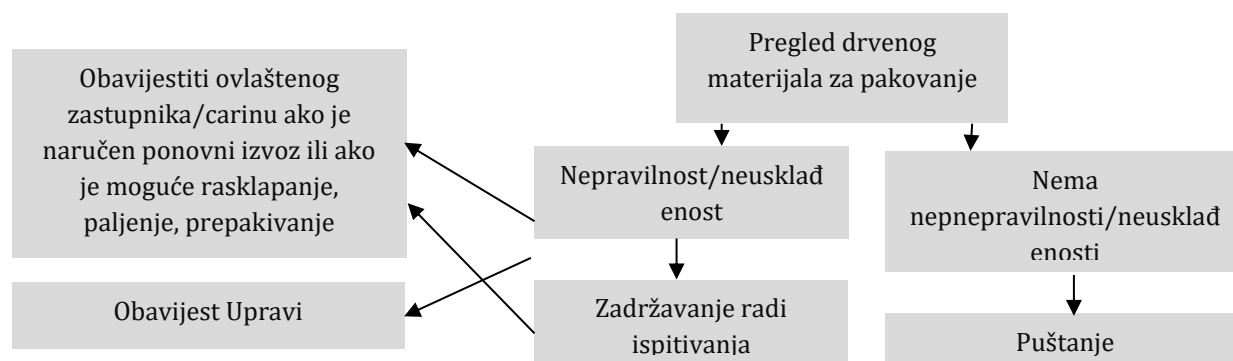 Pregled drvenog
materijala za pakovanje
Obavijestiti ovlaštenog
zastupnika/carinu ako je
naručen ponovni izvoz ili ako
je moguće rasklapanje,
paljenje, prepakivanje
Nepravilnost/neusklađ
enost
Nema
nepnepravilnosti/neusklađ
enosti
Obavijest Upravi
Zadržavanje radi
ispitivanja
Puštanje